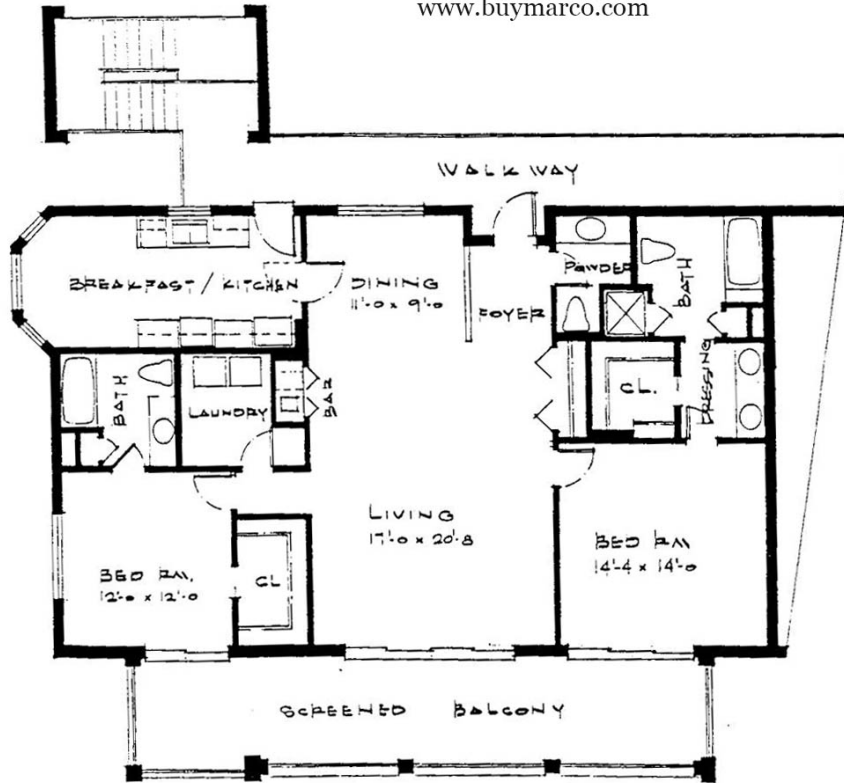 www.buymarco.com
WALKWAY
BREAKFAST / KITCHEN
DINING
11'-0 x 9'-0
FOYER
POWDER
BATH
BATH
LAUNDRY
BAR
CL.
DRESSING
LIVING
17'-0 x 20'-8
BED RM.
12'-0 x 12'-0
CL
BED RM
14'-4 x 14'-0
SCREENED BALCONY